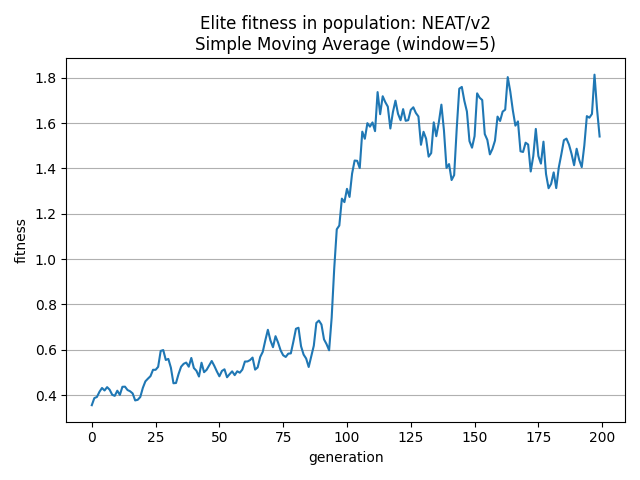 Elite fitness in population: NEAT/v2
Simple Moving Average (window=5)
1.8
1.6
1.4
1.2
1.0
0.8
0.6
0.4
fitness
0 25 50 75 100 125 150 175 200
generation